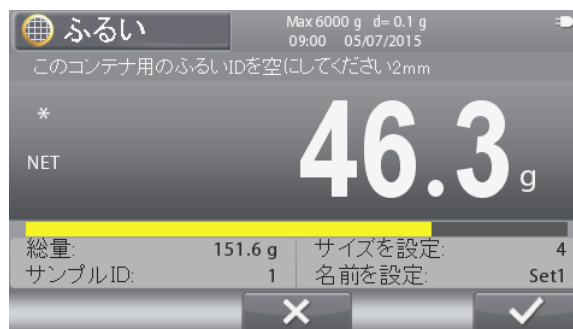 ふるい
Max 6000 g d= 0.1 g
09:00 05/07/2015
このコンテナ用のふるいIDを空にしてください2mm
*
NET
46.3 g
総量: 151.6 g サイズを設定: 4
サンプルID: 1 名前を設定: Set1